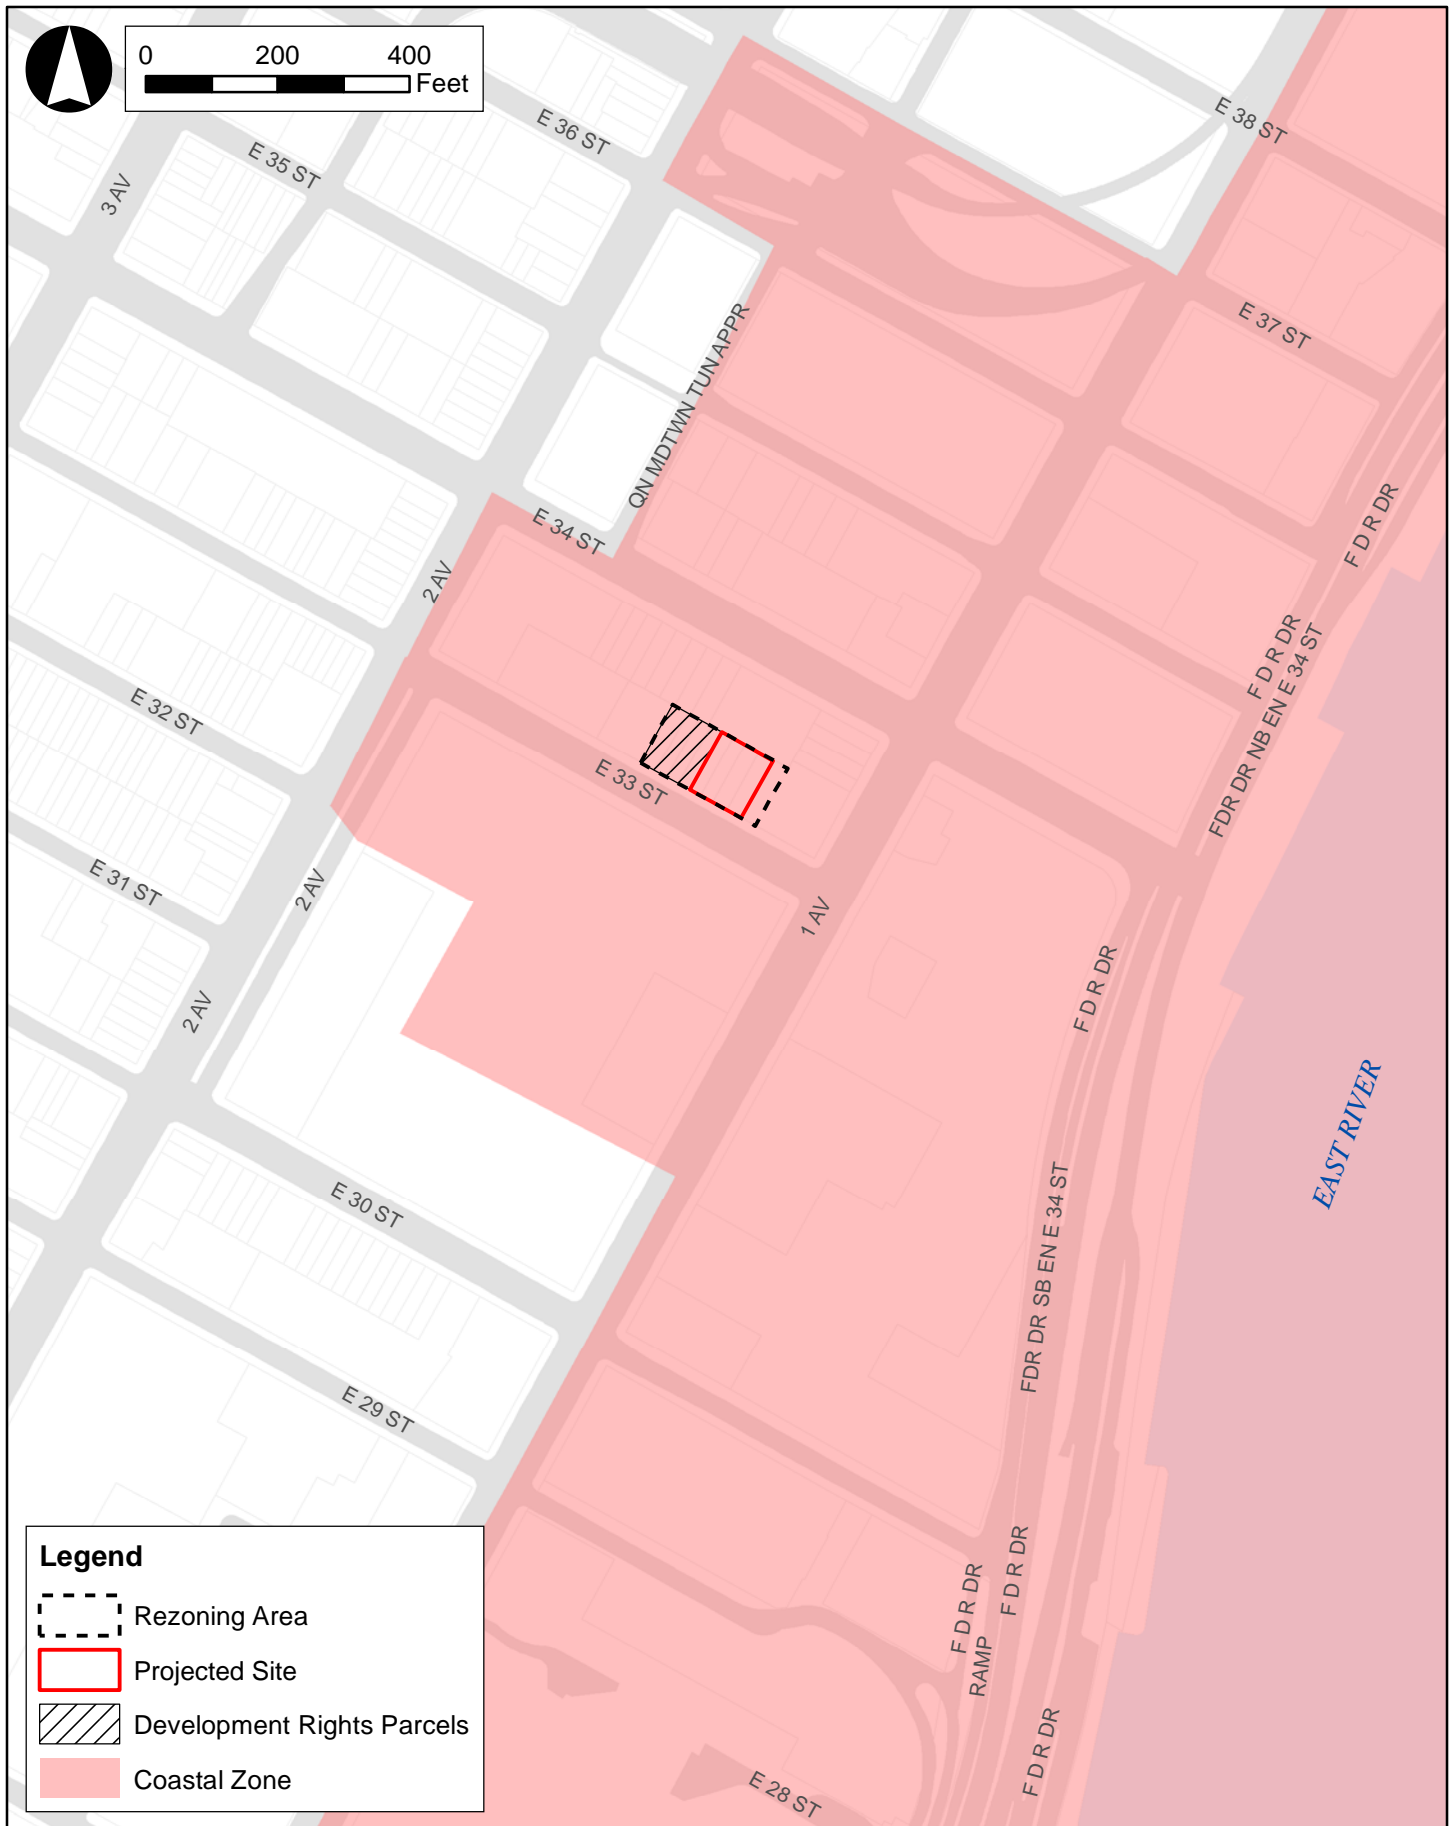 0 200 400
Feet
E 38 ST
E 36 ST
E 35 ST
3 AV
E 37 ST
QN MDTWN TUN APPR
F D R DR
E 34 ST
2 AV
F D R DR
FDR DR NB EN E 34 ST
E 32 ST
E 33 ST
E 31 ST
2 AV
1 AV
F D R DR
2 AV
EAST RIVER
E 30 ST
FDR DR SB EN E 34 ST
E 29 ST
F D R DR
F D R DR
RAMP
F D R DR
E 28 ST
Legend
Rezoning Area
Projected Site
Development Rights Parcels
Coastal Zone